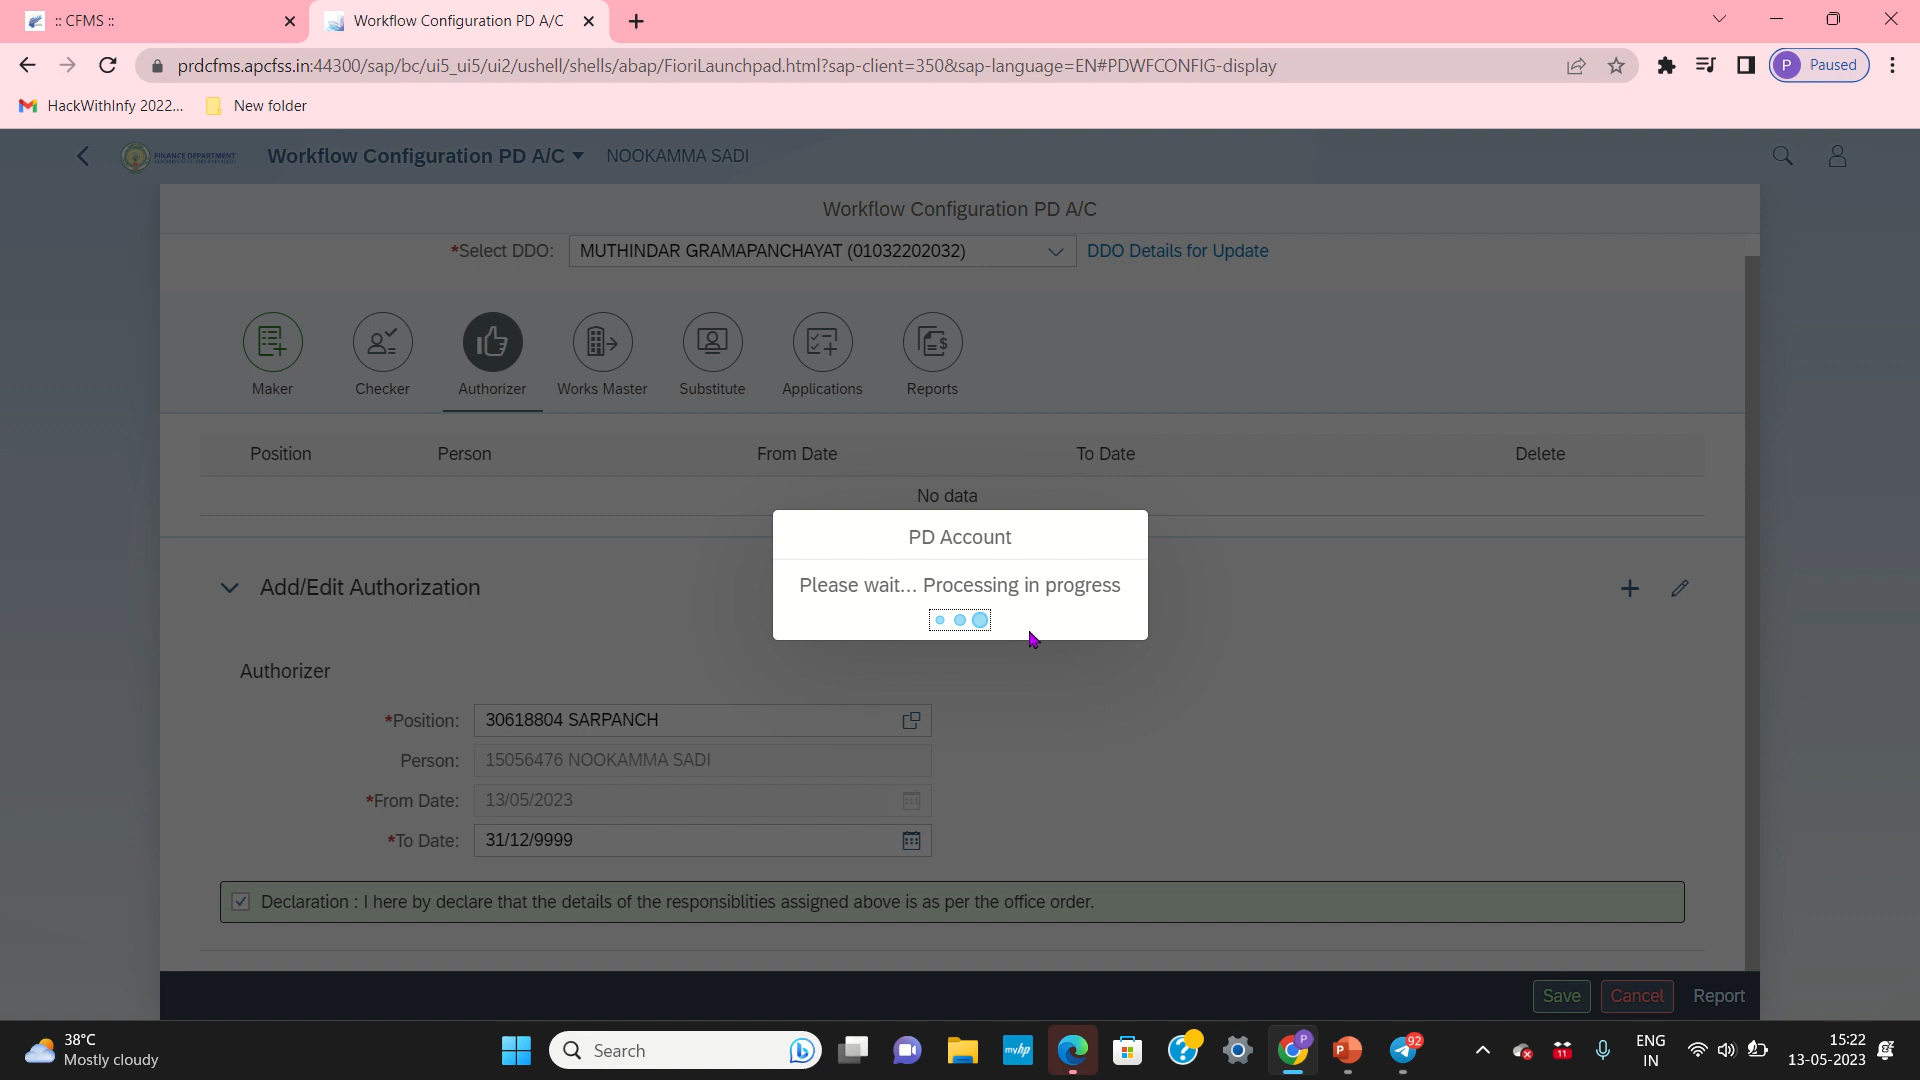 :: CFMS ::
Workflow Configuration PD A/C
prdcfms.apcfss.in:44300/sap/bc/ui5_ui5/ui2/ushell/shells/abap/FioriLaunchpad.html?sap-client=350&sap-language=EN#PDWFCONFIG-display
P Paused
HackWithInfy 2022...
New folder
FINANCE DEPARTMENT
Workflow Configuration PD A/C
NOOKAMMA SADI
Workflow Configuration PD A/C
*Select DDO: MUTHINDAR GRAMAPANCHAYAT (01032202032) DDO Details for Update
Maker Checker Authorizer Works Master Substitute Applications Reports
Position Person From Date To Date Delete
No data
PD Account
Please wait... Processing in progress
Add/Edit Authorization
Authorizer
*Position: 30618804 SARPANCH
Person: 15056476 NOOKAMMA SADI
*From Date: 13/05/2023
*To Date: 31/12/9999
Declaration : I here by declare that the details of the responsiblities assigned above is as per the office order.
Save Cancel Report
38°C
Mostly cloudy
Search
myhp
P
92
11
ENG
IN
15:22
13-05-2023